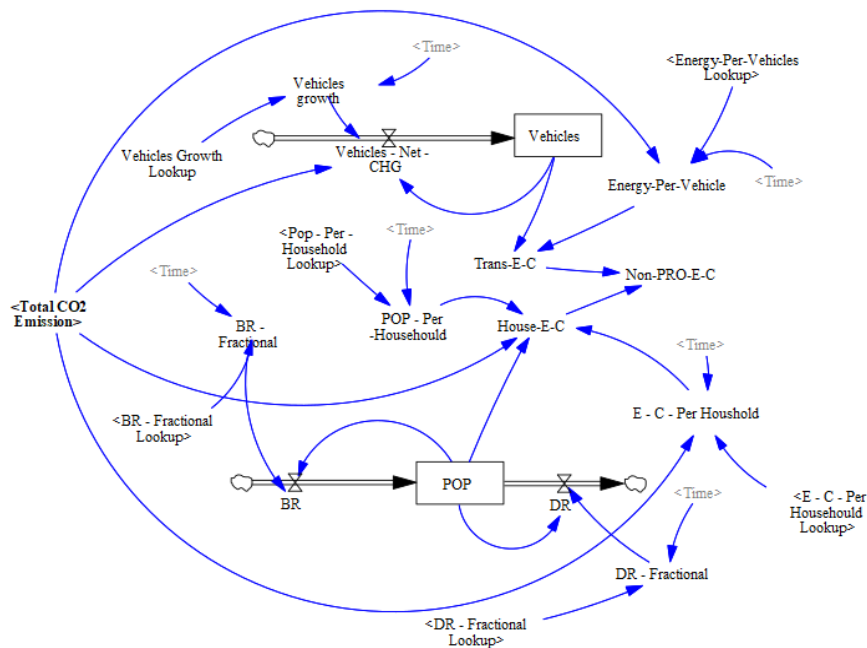 <Time>
<Energy-Per-Vehicles
Lookup>
Vehicles
growth
Vehicles
Vehicles Growth
Lookup
Vehicles - Net -
CHG
Energy-Per-Vehicle
<Time>
<Pop - Per -
Household
Lookup>
<Time>
Trans-E-C
Non-PRO-E-C
<Time>
<Total CO2
Emission>
BR -
Fractional
POP - Per
-Househould
House-E-C
<Time>
<BR - Fractional
Lookup>
E - C - Per Houshold
POP
BR
DR
<Time>
<E - C - Per
Househould
Lookup>
DR - Fractional
<DR - Fractional
Lookup>